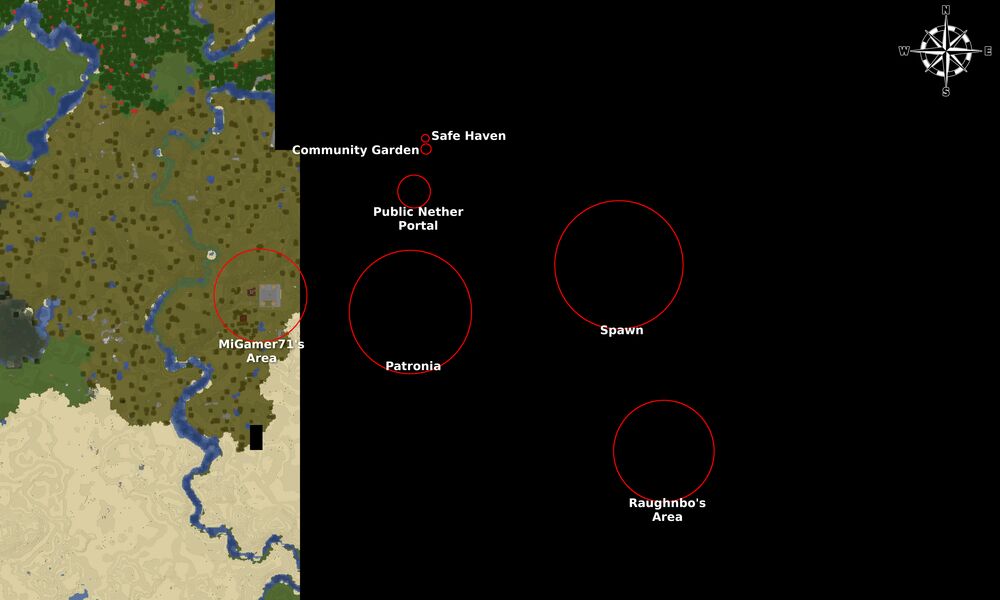 N
W E
S
Safe Haven
Community Garden
Public Nether
Portal
Spawn
MiGamer71's
Area
Patronia
Raughnbo's
Area